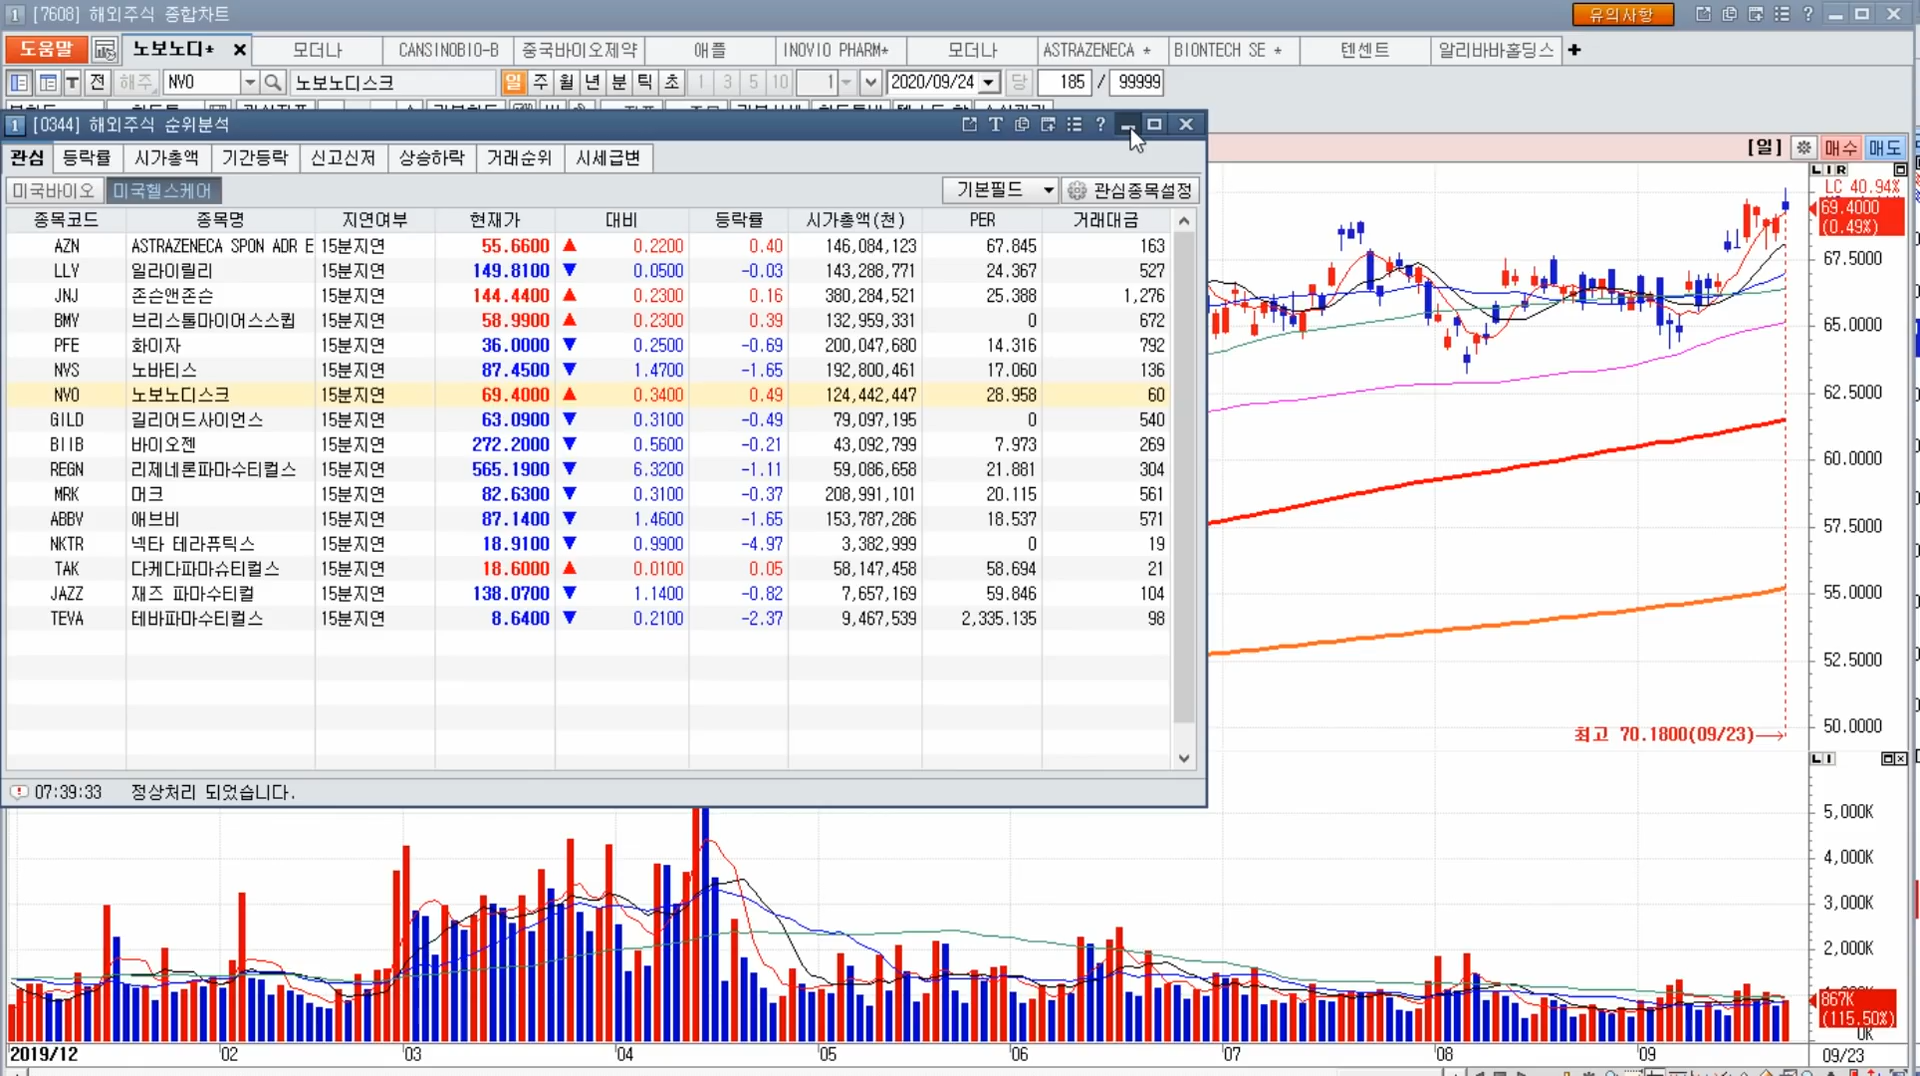 1 [7608] 해외주식 종합차트 유의사항 ?
도움말 노보노디* × 모더나 CANSINOBIO-B 중국바이오제약 애플 INOVIO PHARM* 모더나 ASTRAZENECA * BIONTECH SE * 텐센트 알리바바홀딩스 +
T 전 해주 NVO 노보노디스크 일 주 월 년 분 틱 초 1 3 5 10 1 2020/09/24 당 185 / 99999
1 [0344] 해외주식 순위분석 T ?
관심 등락률 시가총액 기간등락 신고신저 상승하락 거래순위 시세급변
미국바이오 미국헬스케어 기본필드 관심종목설정
종목코드 종목명 지연여부 현재가 대비 등락률 시가총액(천) PER 거래대금
AZN ASTRAZENECA SPON ADR E 15분지연 55.6600 ▲ 0.2200 0.40 146,084,123 67.845 163
LLY 일라이릴리 15분지연 149.8100 ▼ 0.0500 -0.03 143,288,771 24.367 527
JNJ 존슨앤존슨 15분지연 144.4400 ▲ 0.2300 0.16 380,284,521 25.388 1,276
BMY 브리스톨마이어스스큅 15분지연 58.9900 ▲ 0.2300 0.39 132,959,331 0 672
PFE 화이자 15분지연 36.0000 ▼ 0.2500 -0.69 200,047,680 14.316 792
NVS 노바티스 15분지연 87.4500 ▼ 1.4700 -1.65 192,800,461 17.060 136
NVO 노보노디스크 15분지연 69.4000 ▲ 0.3400 0.49 124,442,447 28.958 60
GILD 길리어드사이언스 15분지연 63.0900 ▼ 0.3100 -0.49 79,097,195 0 540
BIIB 바이오젠 15분지연 272.2000 ▼ 0.5600 -0.21 43,092,799 7.973 269
REGN 리제네론파마수티컬스 15분지연 565.1900 ▼ 6.3200 -1.11 59,086,658 21.881 304
MRK 머크 15분지연 82.6300 ▼ 0.3100 -0.37 208,991,101 20.115 561
ABBV 애브비 15분지연 87.1400 ▼ 1.4600 -1.65 153,787,286 18.537 571
NKTR 넥타 테라퓨틱스 15분지연 18.9100 ▼ 0.9900 -4.97 3,382,999 0 19
TAK 다케다파마슈티컬스 15분지연 18.6000 ▲ 0.0100 0.05 58,147,458 58.694 21
JAZZ 재즈 파마수티컬 15분지연 138.0700 ▼ 1.1400 -0.82 7,657,169 59.846 104
TEVA 테바파마수티컬스 15분지연 8.6400 ▼ 0.2100 -2.37 9,467,539 2,335.135 98
07:39:33 정상처리 되었습니다.
[일] 매수 매도
L I R
LC 40.94%
69.4000
(0.49%)
67.5000
65.0000
62.5000
60.0000
57.5000
55.0000
52.5000
50.0000
최고 70.1800(09/23)
L I
5,000K
4,000K
3,000K
2,000K
867K
(115.50%)
0K
2019/12 02 03 04 05 06 07 08 09 09/23